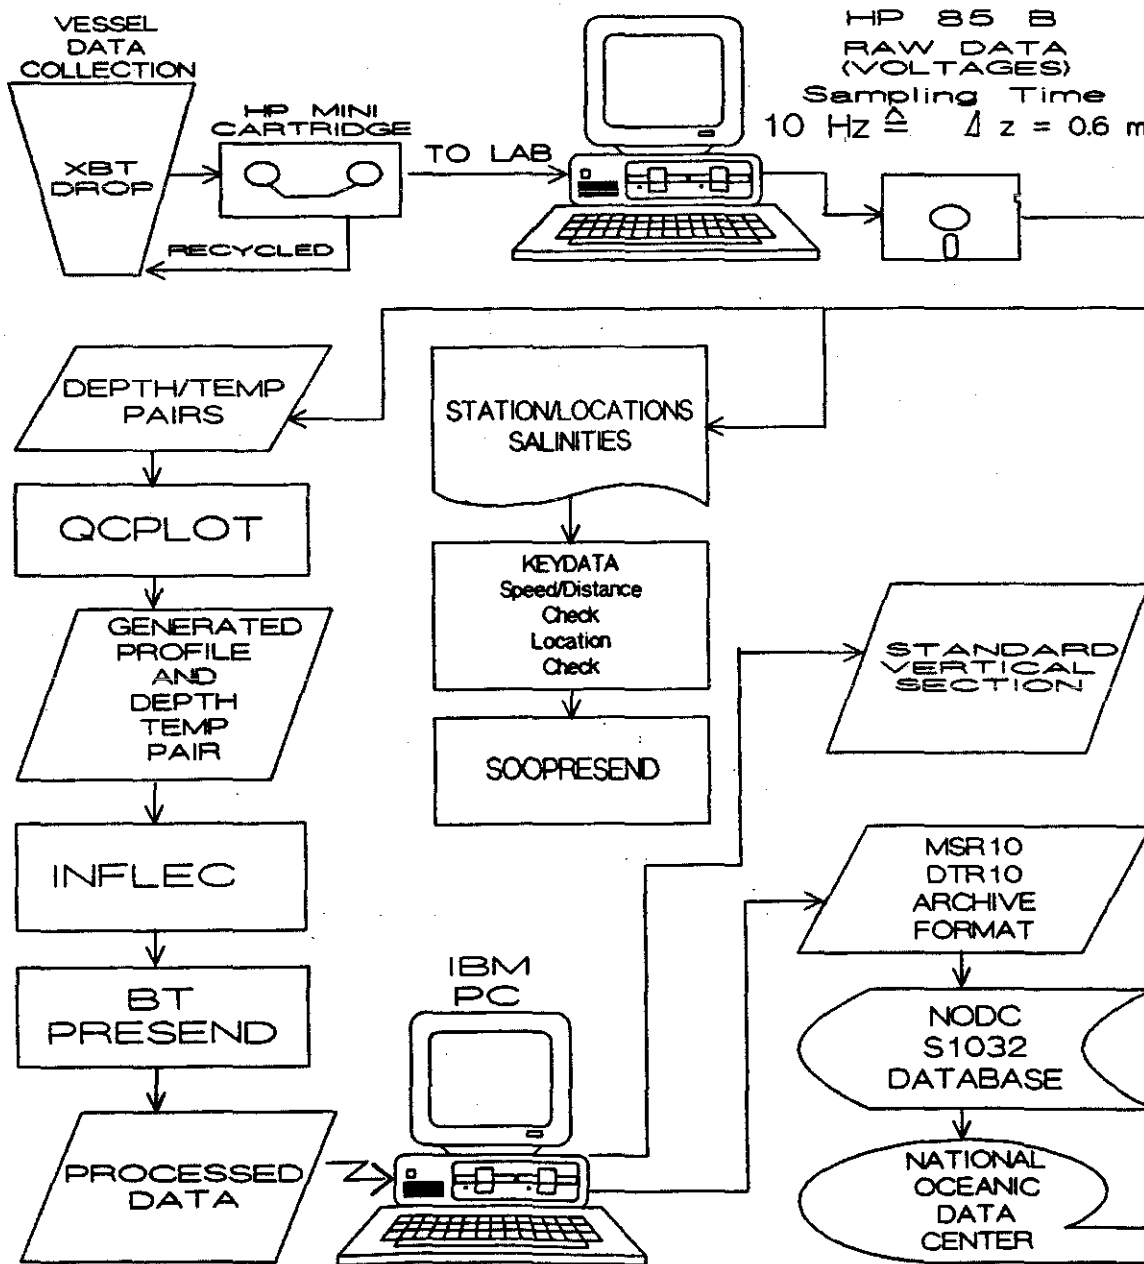 VESSEL
DATA
COLLECTION
XBT
DROP
HP MINI
CARTRIDGE
RECYCLED
TO LAB
HP 85 B
RAW DATA
(VOLTAGES)
Sampling Time
10 Hz ≙ Δ z = 0.6 m
DEPTH/TEMP
PAIRS
QCPLOT
GENERATED
PROFILE
AND
DEPTH
TEMP
PAIR
INFLEC
BT
PRESEND
PROCESSED
DATA
STATION/LOCATIONS
SALINITIES
KEYDATA
Speed/Distance
Check
Location
Check
SOOPRESEND
IBM
PC
STANDARD
VERTICAL
SECTION
MSR10
DTR10
ARCHIVE
FORMAT
NODC
S1032
DATABASE
NATIONAL
OCEANIC
DATA
CENTER